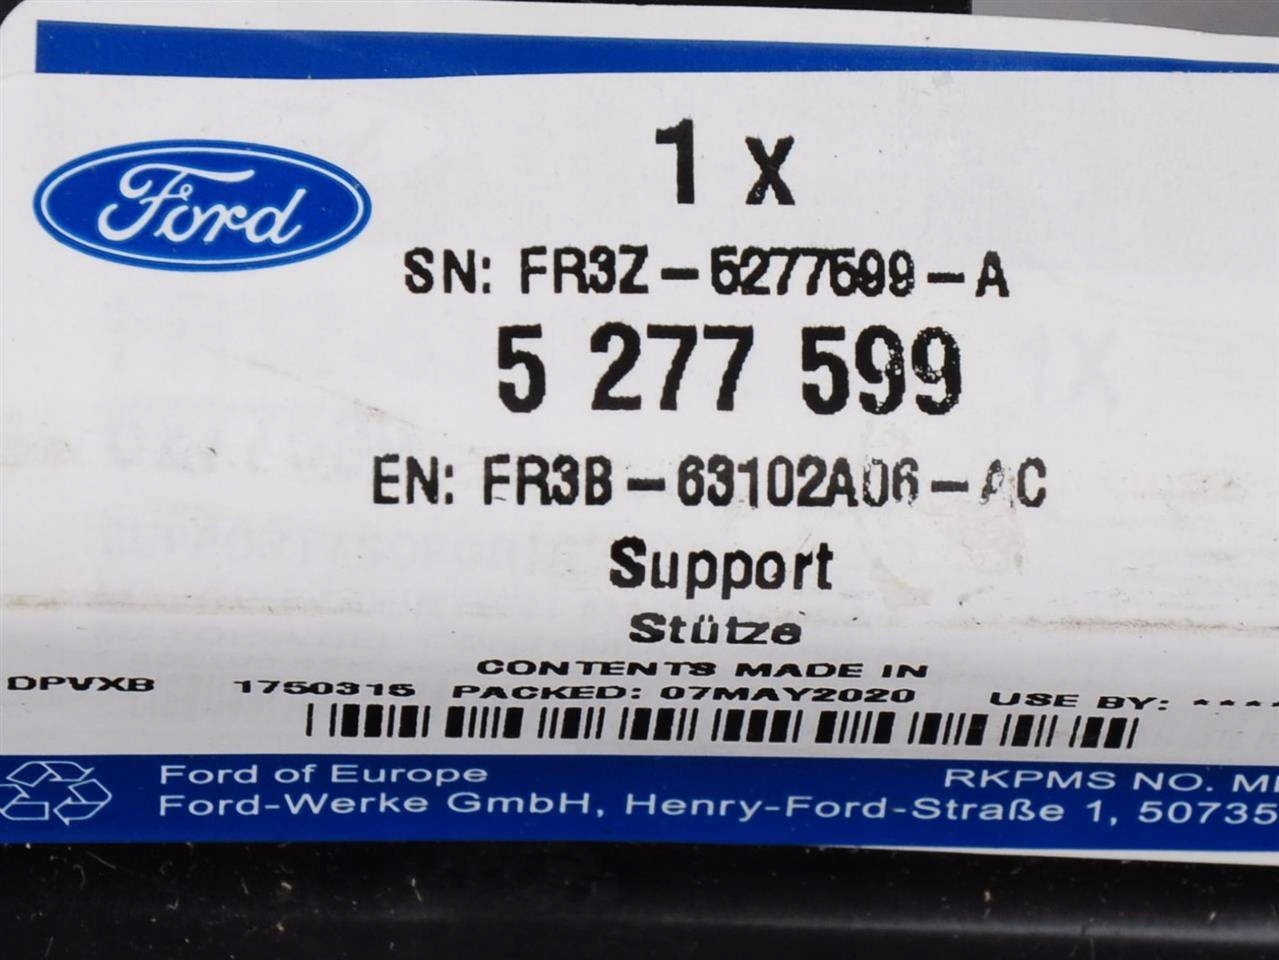 1 x
Ford
SN: FR3Z-5277599-A
5 277 599
EN: FR3B-63102A06-AC
Support
Stütze
CONTENTS MADE IN
DPVXB 1750315 PACKED: 07MAY2020 USE BY: ****
Ford of Europe RKPMS NO.
Ford-Werke GmbH, Henry-Ford-Straße 1, 50735